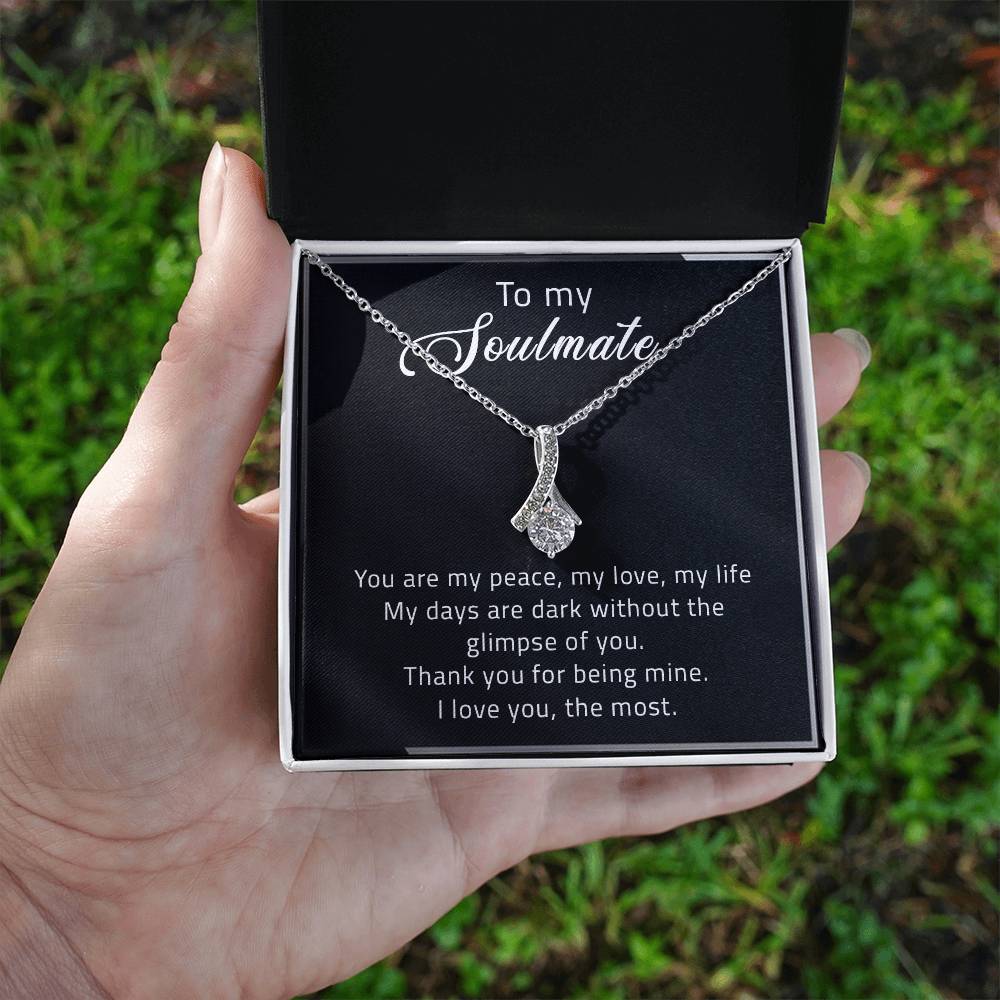 To my
Soulmate
You are my peace, my love, my life
My days are dark without the
glimpse of you.
Thank you for being mine.
I love you, the most.